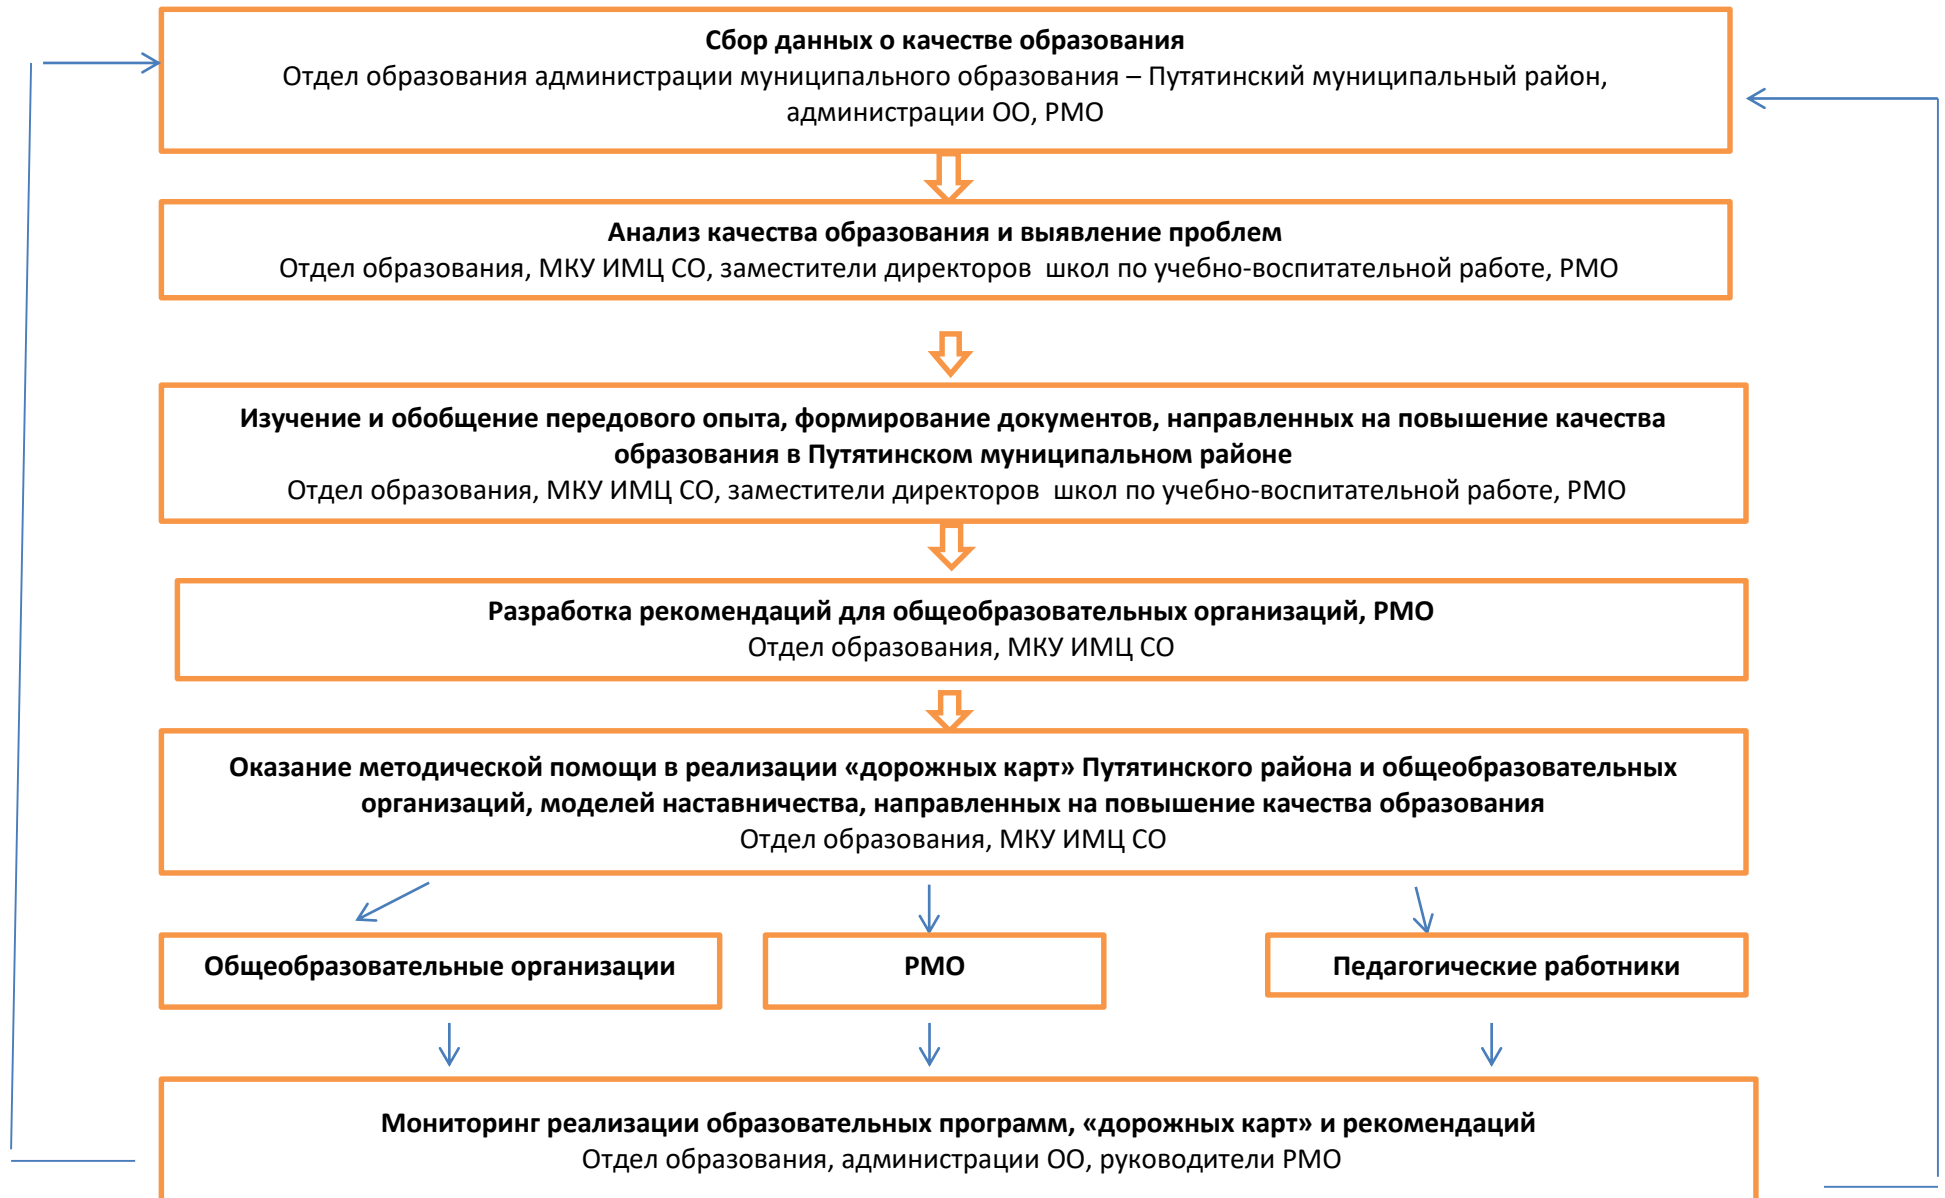 Сбор данных о качестве образования
Отдел образования администрации муниципального образования – Путятинский муниципальный район,
администрации ОО, РМО
Анализ качества образования и выявление проблем
Отдел образования, МКУ ИМЦ СО, заместители директоров  школ по учебно-воспитательной работе, РМО
Изучение и обобщение передового опыта, формирование документов, направленных на повышение качества
образования в Путятинском муниципальном районе
Отдел образования, МКУ ИМЦ СО, заместители директоров  школ по учебно-воспитательной работе, РМО
Разработка рекомендаций для общеобразовательных организаций, РМО
Отдел образования, МКУ ИМЦ СО
Оказание методической помощи в реализации «дорожных карт» Путятинского района и общеобразовательных
организаций, моделей наставничества, направленных на повышение качества образования
Отдел образования, МКУ ИМЦ СО
Общеобразовательные организации
РМО
Педагогические работники
Мониторинг реализации образовательных программ, «дорожных карт» и рекомендаций
Отдел образования, администрации ОО, руководители РМО